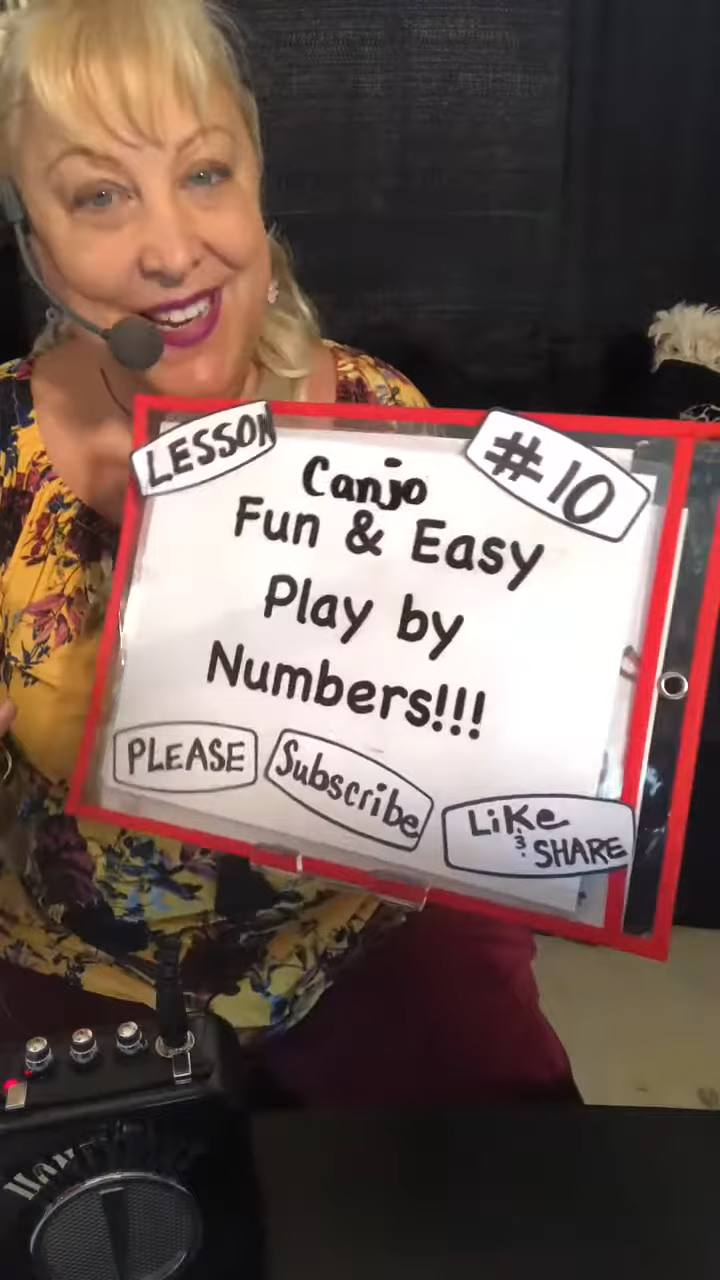 LESSON
#10
Canjo
Fun & Easy
Play by
Numbers!!!
PLEASE
Subscribe
Like
& SHARE